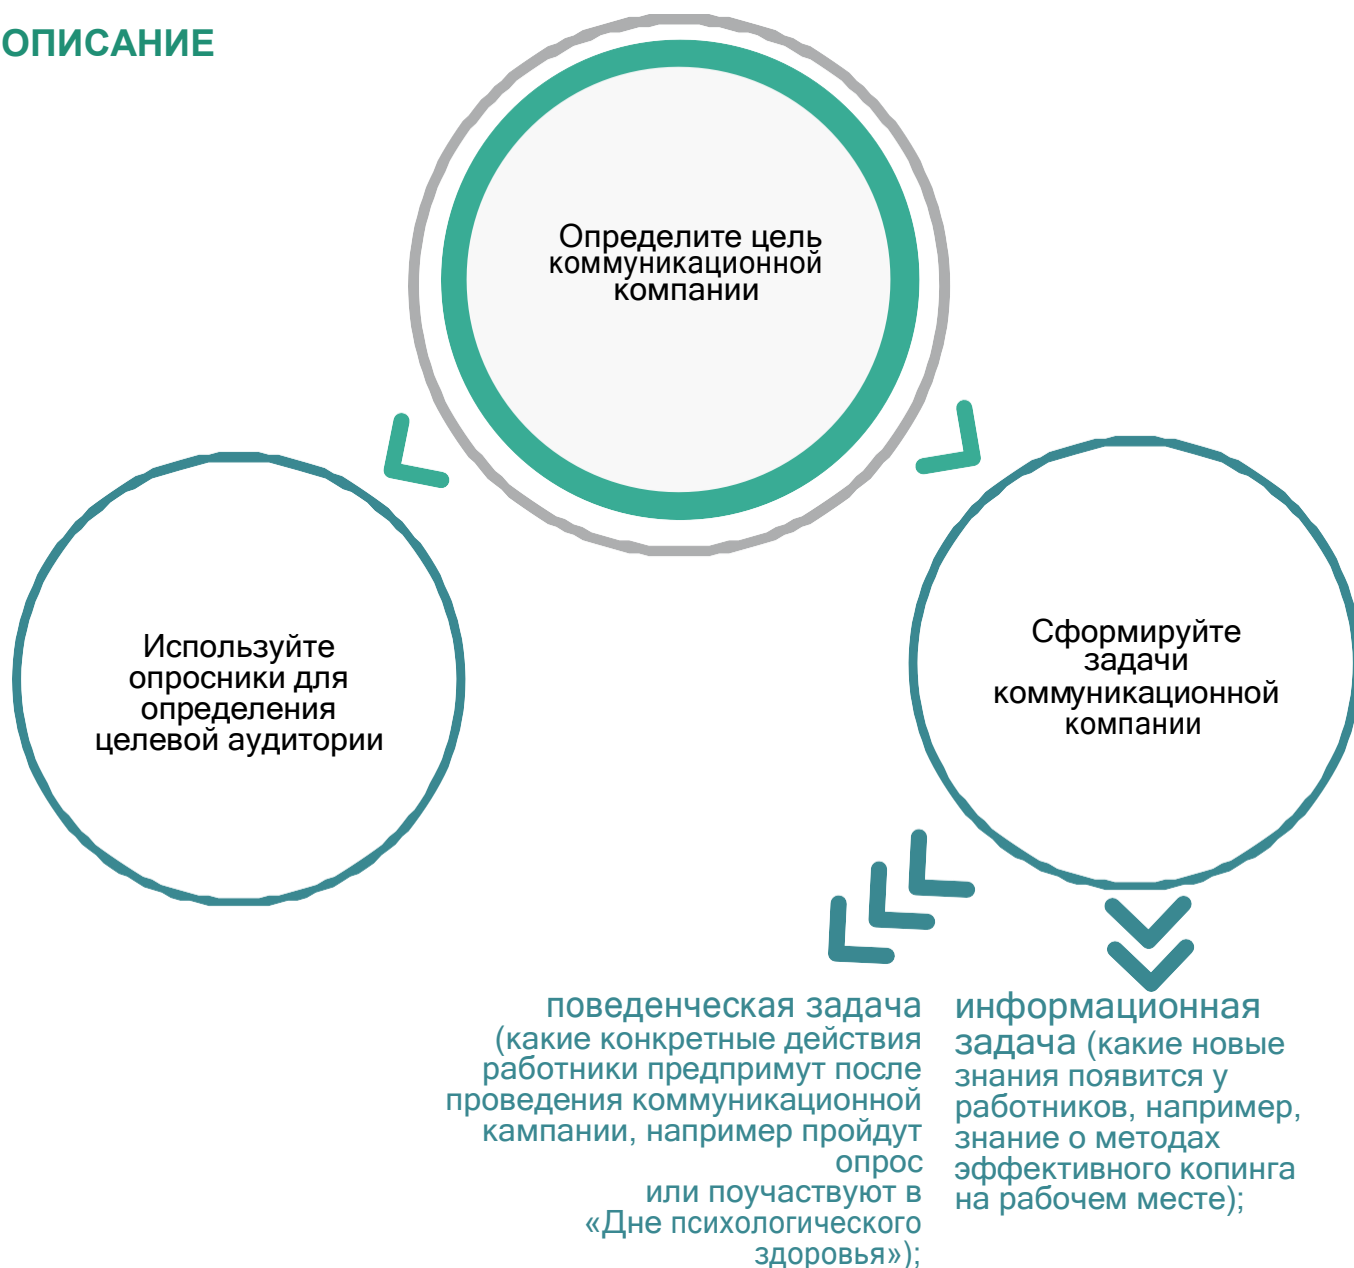 ОПИСАНИЕ
Определите цель
коммуникационной
компании
Используйте
опросники для
определения
целевой аудитории
Сформируйте
задачи
коммуникационной
компании
поведенческая задача
(какие конкретные действия
работники предпримут после
проведения коммуникационной
кампании, например пройдут
опрос
или поучаствуют в
«Дне психологического
здоровья»);
информационная
задача (какие новые
знания появится у
работников, например,
знание о методах
эффективного копинга
на рабочем месте);